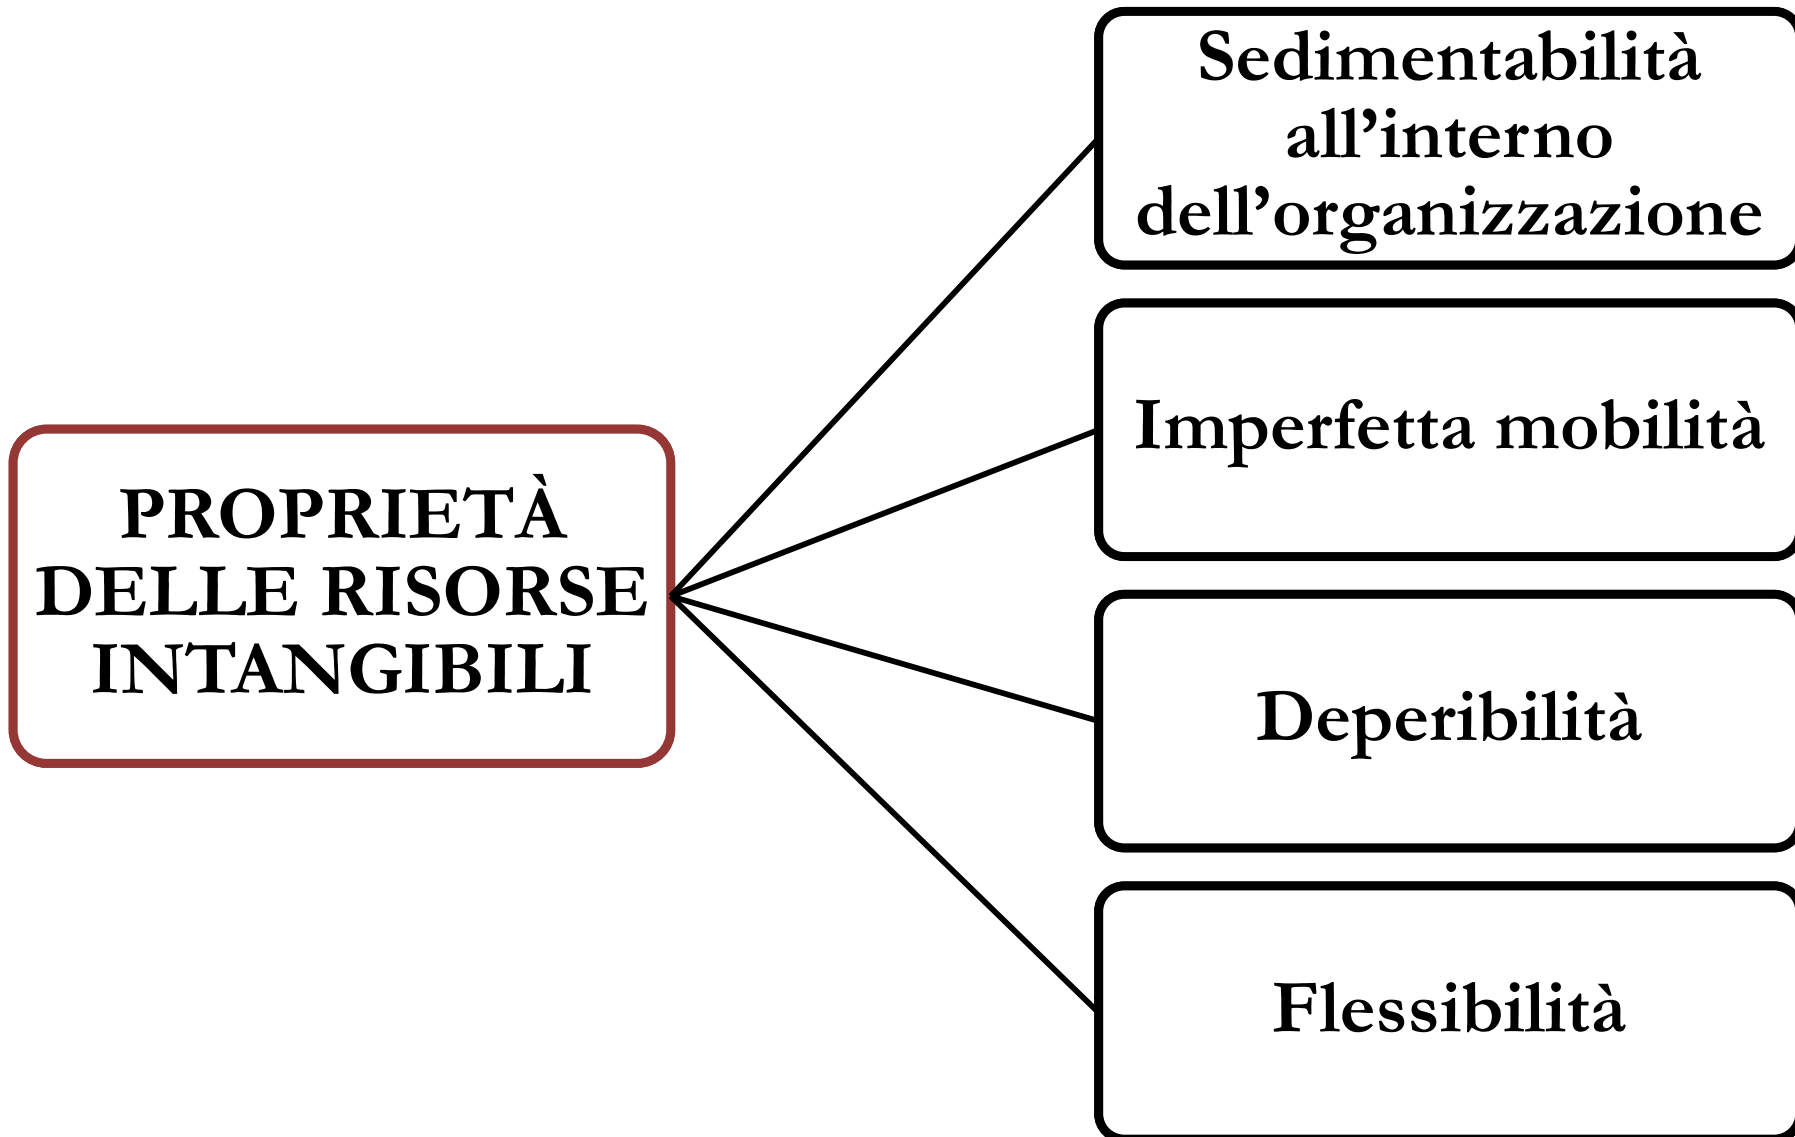 PROPRIETÀ
DELLE RISORSE
INTANGIBILI
Sedimentabilità
all’interno
dell’organizzazione
Imperfetta mobilità
Deperibilità
Flessibilità